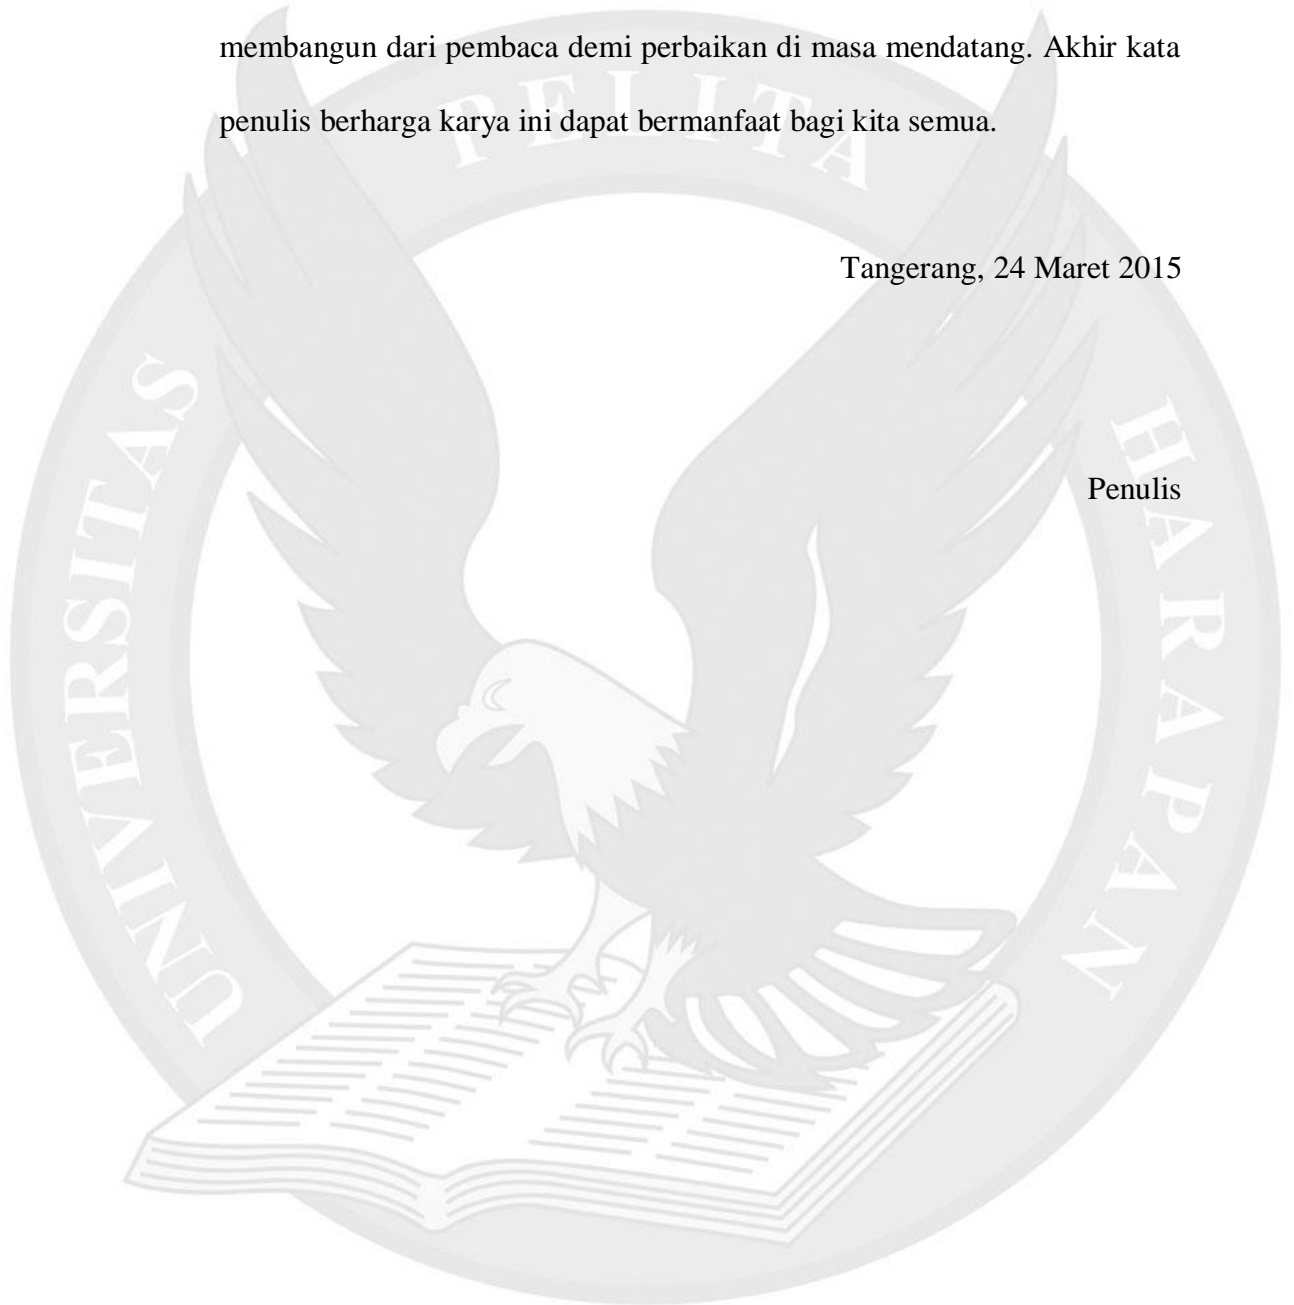 membangun dari pembaca demi perbaikan di masa mendatang. Akhir kata
penulis berharga karya ini dapat bermanfaat bagi kita semua.
Tangerang, 24 Maret 2015
Penulis
UNIVERSITAS PELITA HARAPAN